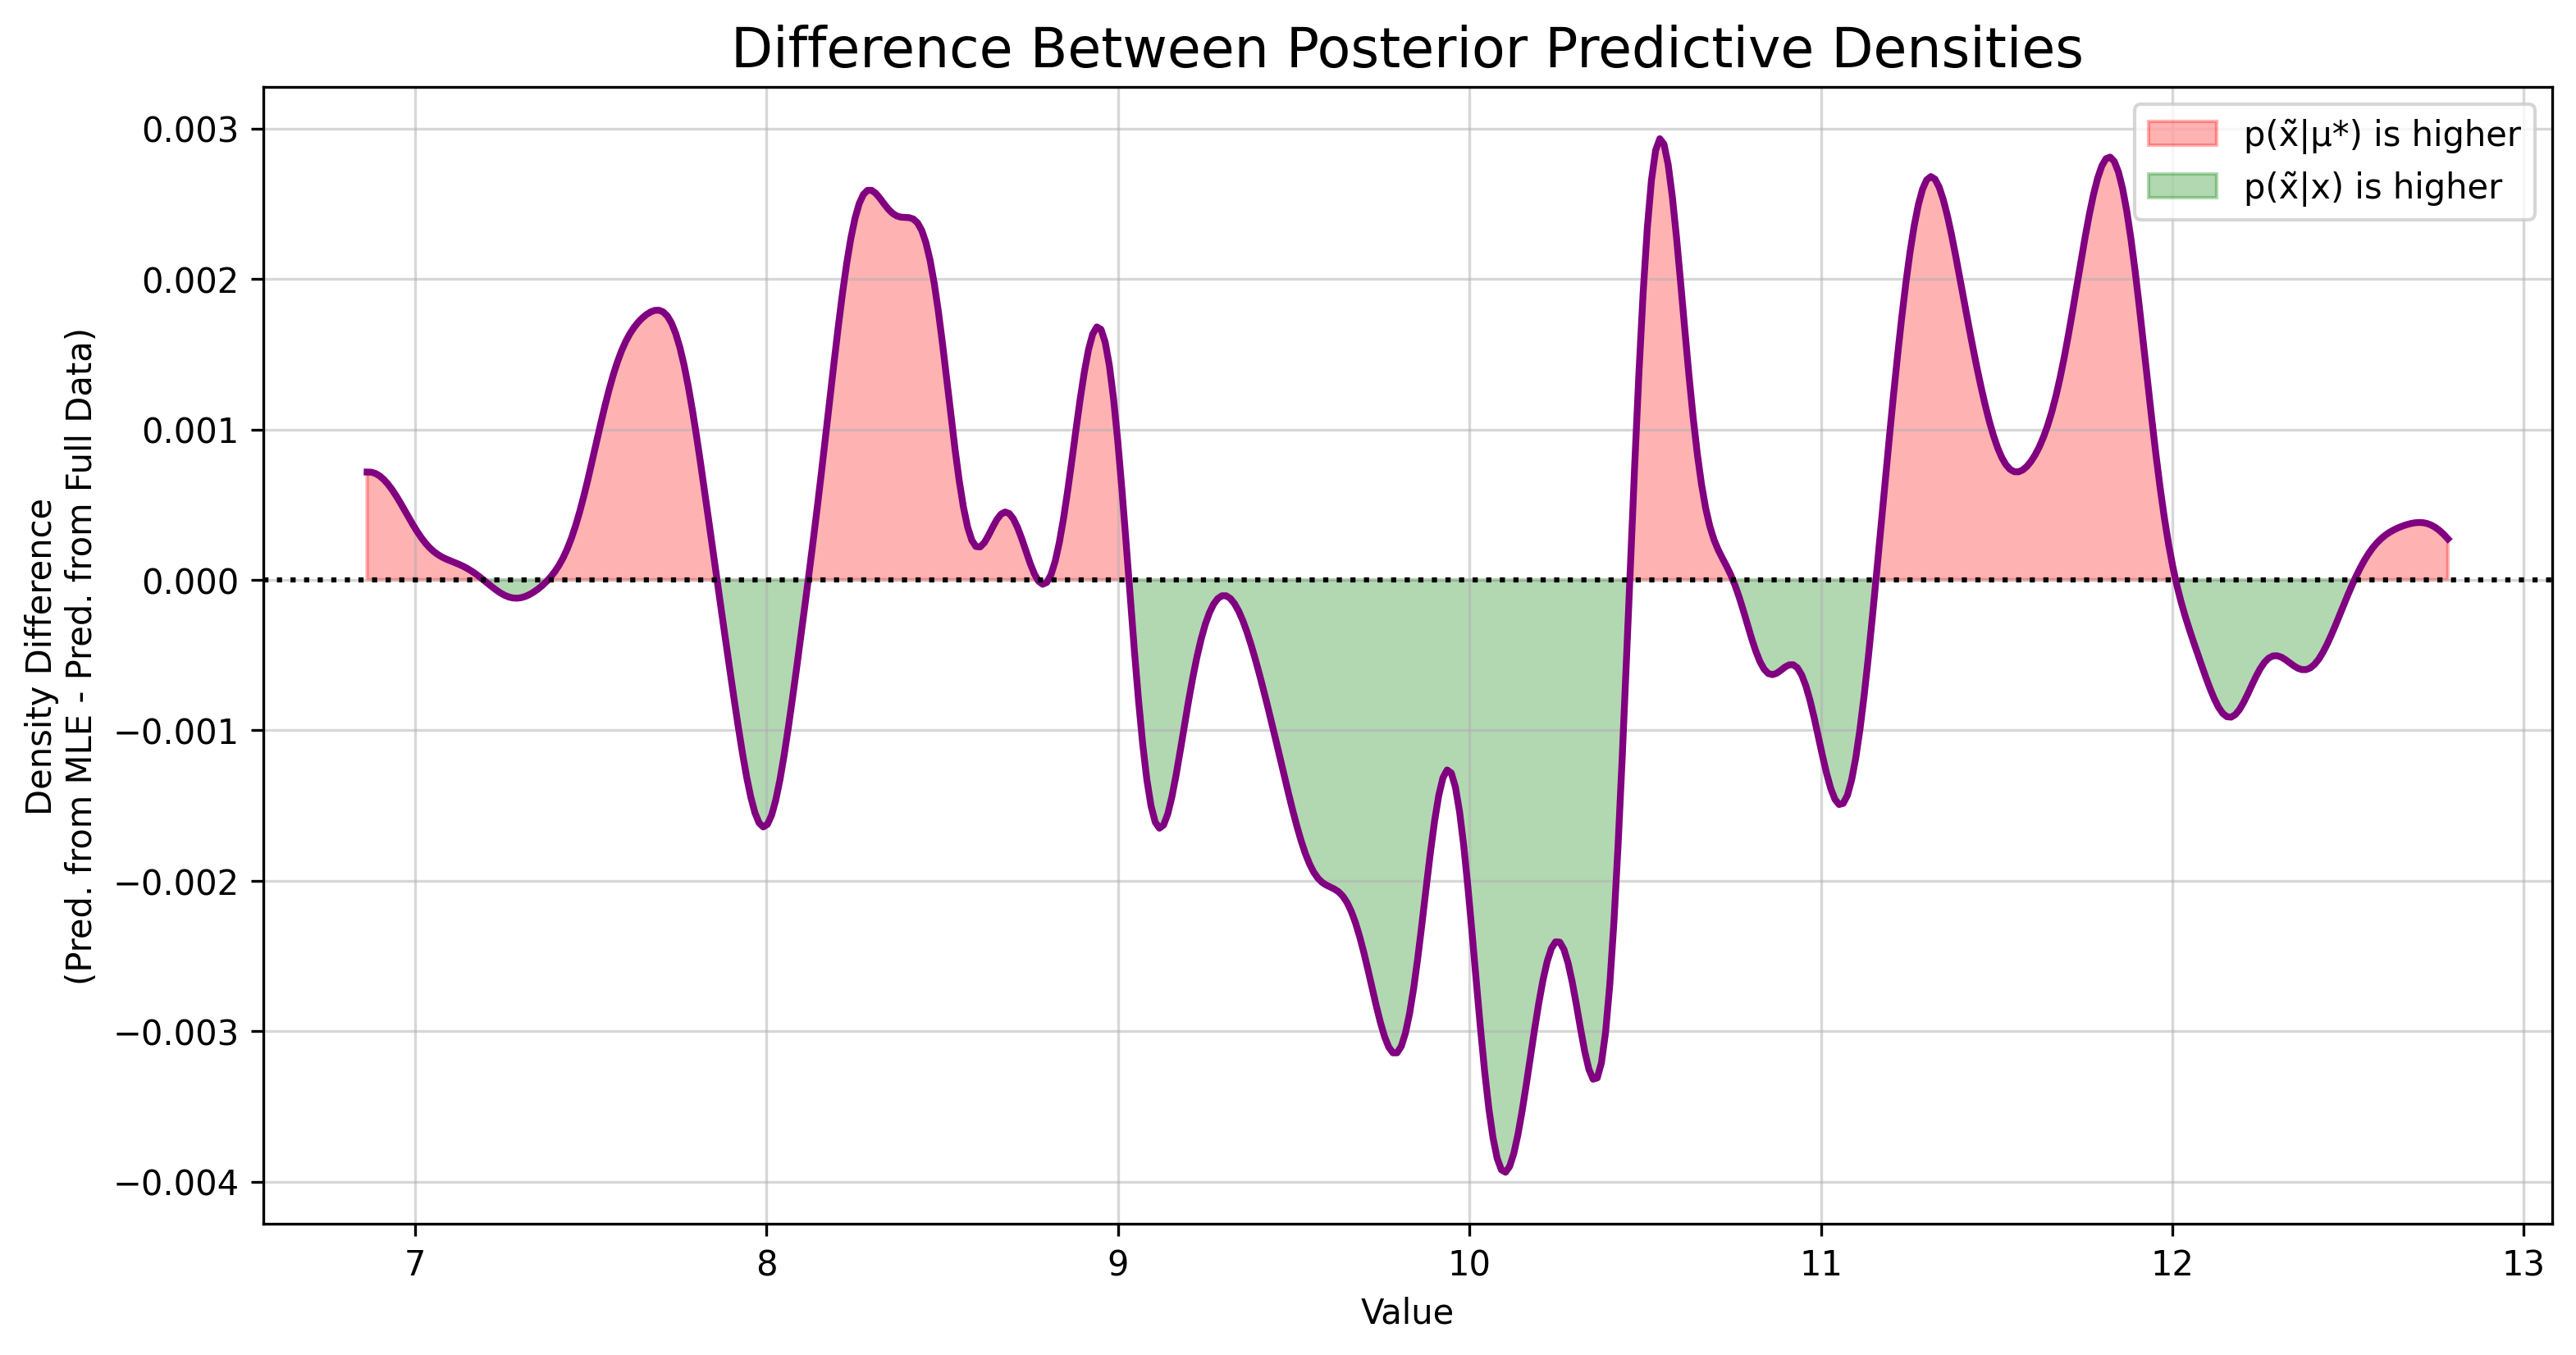 Difference Between Posterior Predictive Densities
p(x̃|μ*) is higher
p(x̃|x) is higher
Density Difference
(Pred. from MLE - Pred. from Full Data)
0.003
0.002
0.001
0.000
−0.001
−0.002
−0.003
−0.004
7 8 9 10 11 12 13
Value